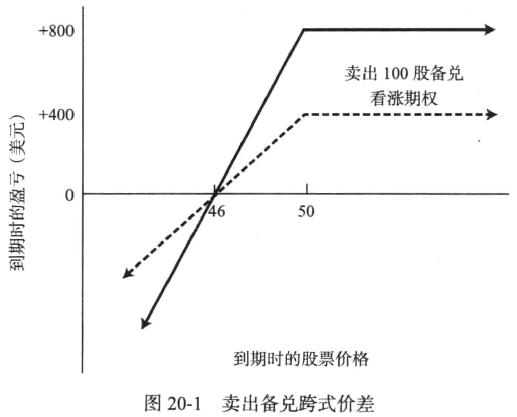 +800
卖出 100 股备兑
看涨期权
+400
0
46
50
到期时的盈亏（美元）
到期时的股票价格
图 20-1 卖出备兑跨式价差